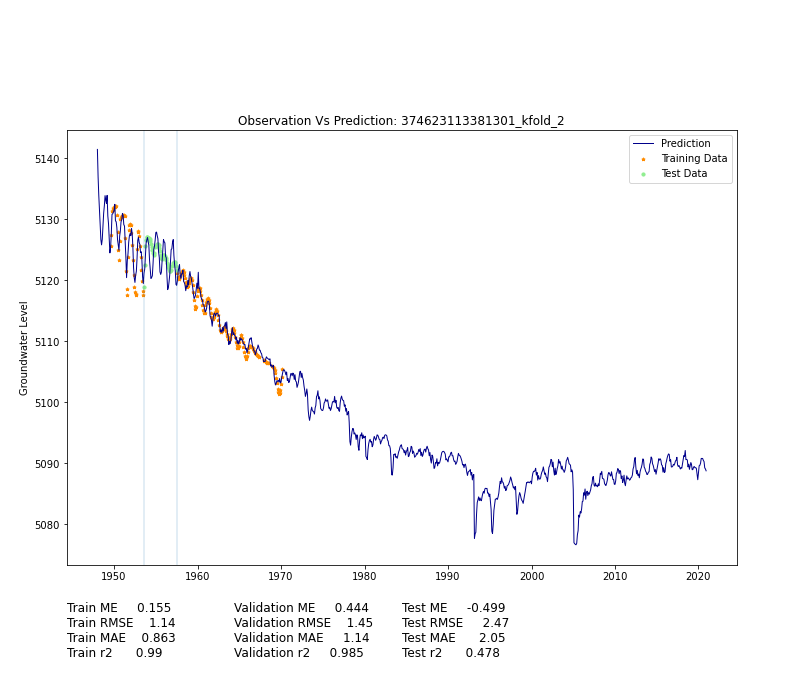 Observation Vs Prediction: 374623113381301_kfold_2
Prediction
Training Data
Test Data
Groundwater Level
5140
5130
5120
5110
5100
5090
5080
1950 1960 1970 1980 1990 2000 2010 2020
Train ME 0.155 Validation ME 0.444 Test ME -0.499
Train RMSE 1.14 Validation RMSE 1.45 Test RMSE 2.47
Train MAE 0.863 Validation MAE 1.14 Test MAE 2.05
Train r2 0.99 Validation r2 0.985 Test r2 0.478